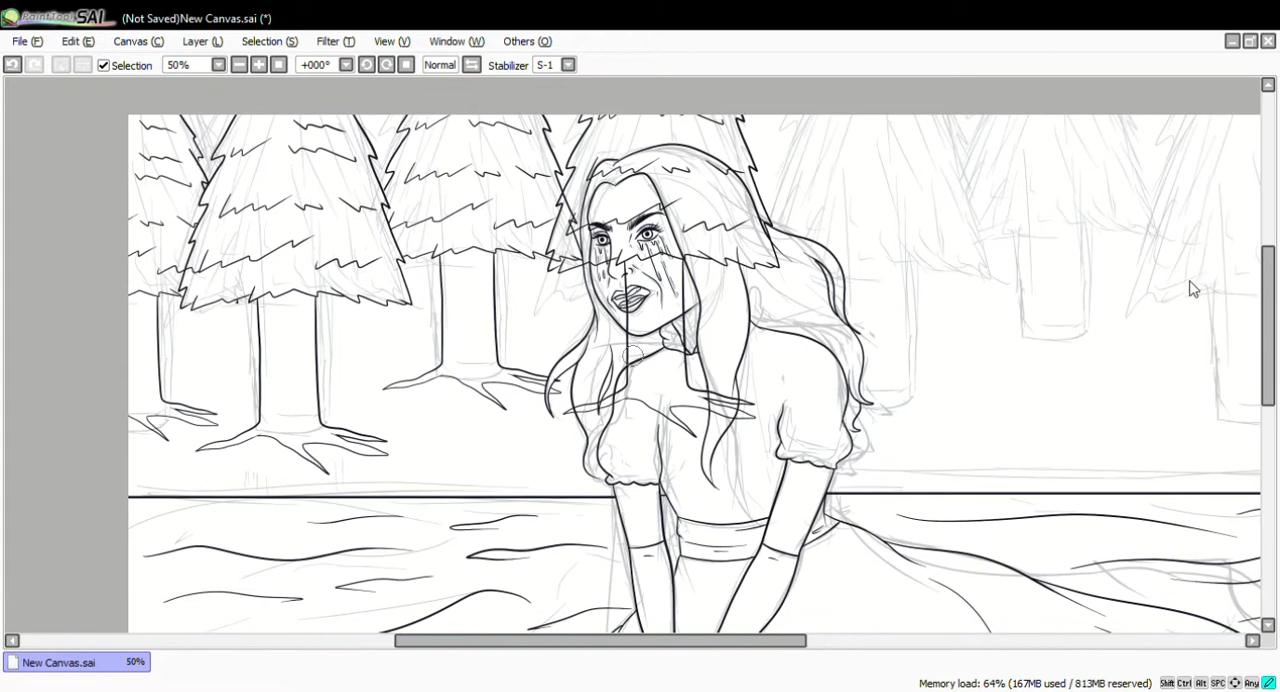 PaintTool SAI (Not Saved)New Canvas.sai (*)
File (F) Edit (E) Canvas (C) Layer (L) Selection (S) Filter (T) View (V) Window (W) Others (O)
Selection 50% +000° Normal Stabilizer S-1
New Canvas.sai 50%
Memory load: 64% (167MB used / 813MB reserved) Shift Ctrl Alt SPC Any